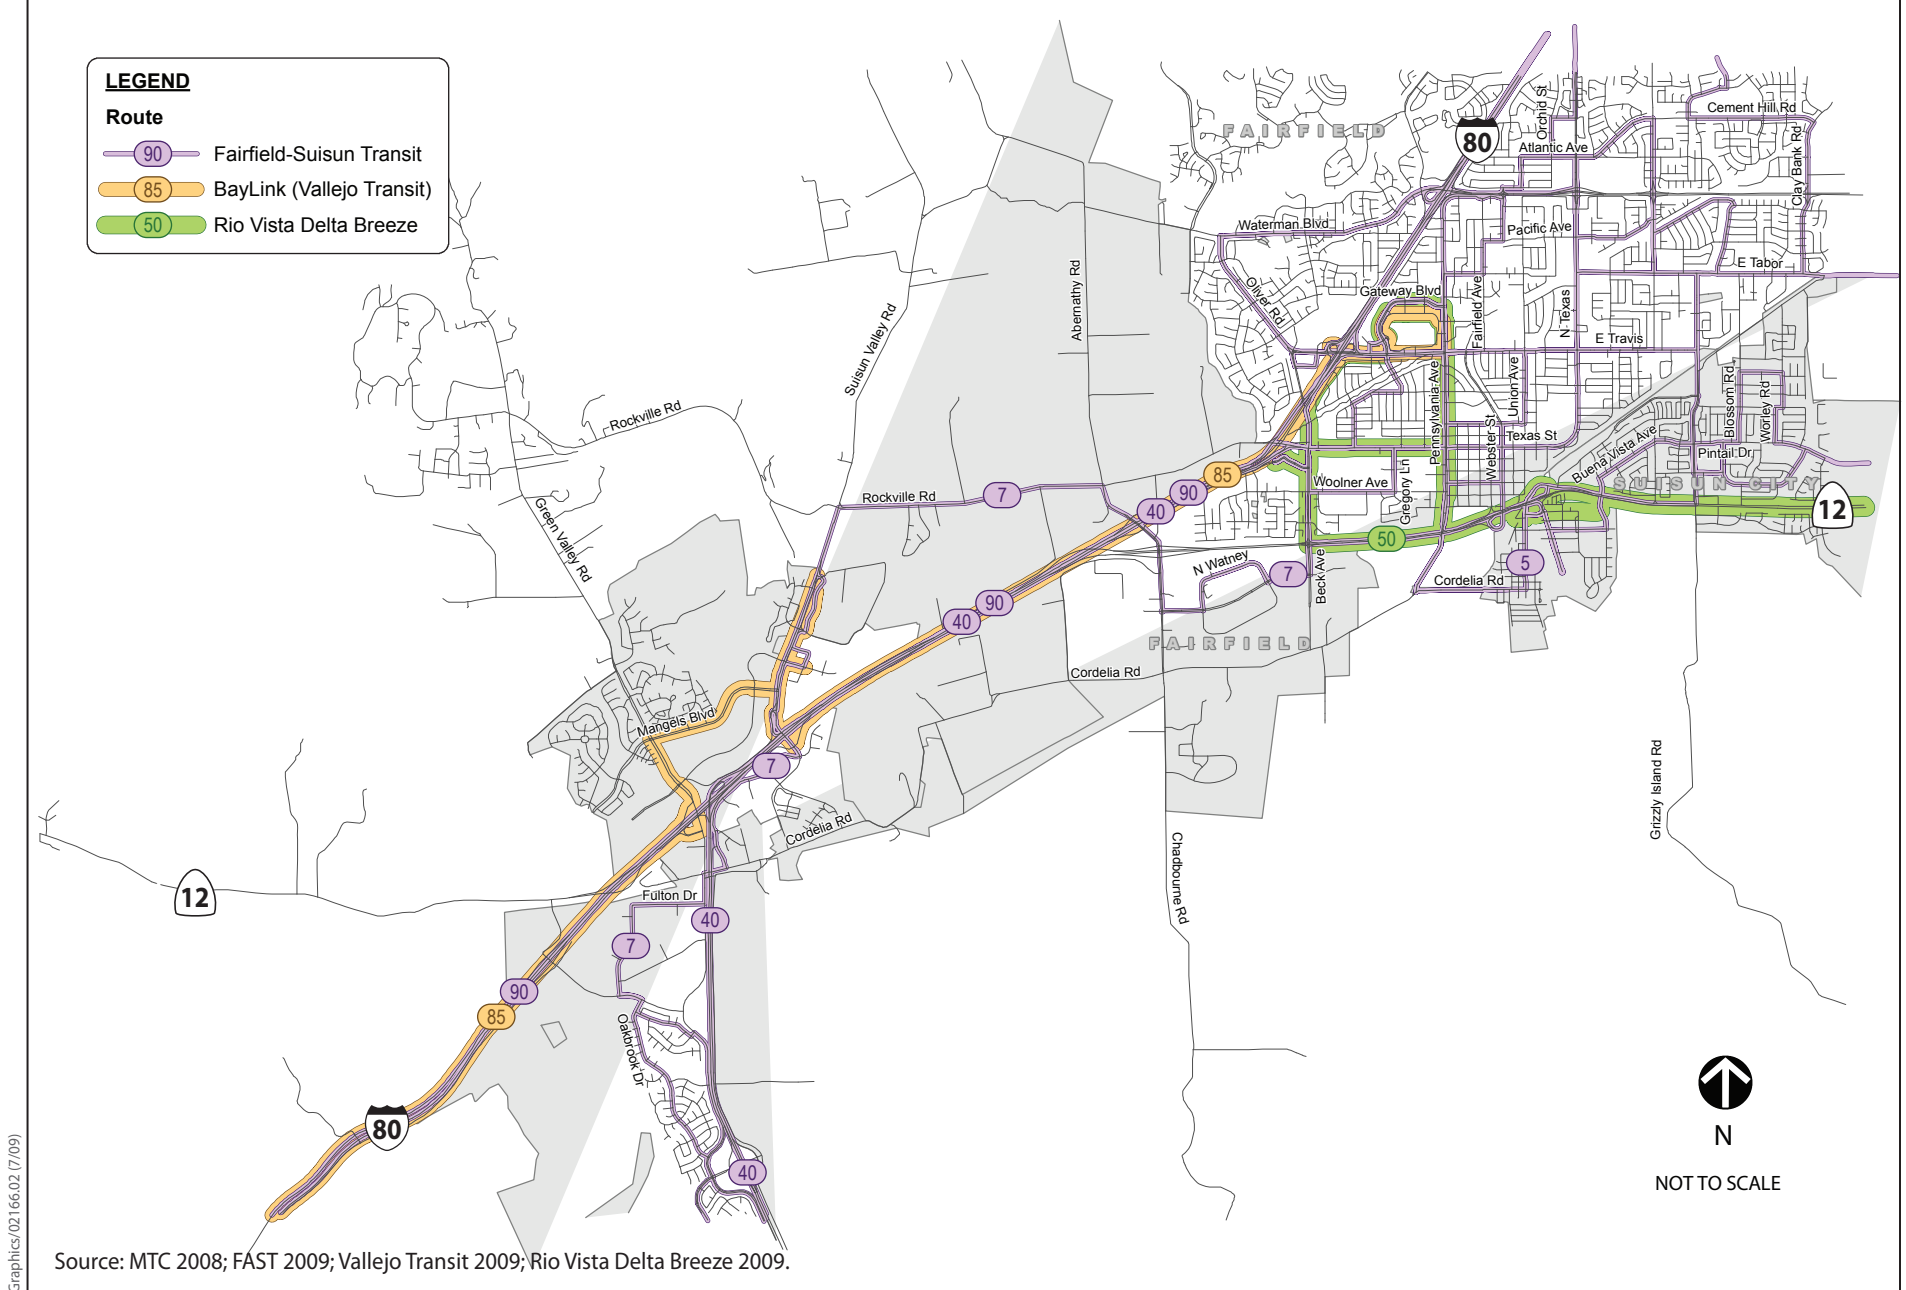 LEGEND
Route
90 Fairfield-Suisun Transit
85 BayLink (Vallejo Transit)
50 Rio Vista Delta Breeze
FAIRFIELD
80
Orchid St
Cement Hill Rd
Atlantic Ave
Clay Bank Rd
Waterman Blvd
Pacific Ave
E Tabor
Oliver Rd
Gateway Blvd
Abernathy Rd
Suisun Valley Rd
Fairfield Ave
N Texas
E Travis
Rockville Rd
Pennsylvania Ave
Union Ave
Blossom Rd
Worley Rd
Webster St
Texas St
Buena Vista Ave
Pintail Dr
85
Woolner Ave
Gregory Ln
SUISUN CITY
12
Rockville Rd
7
90
40
Green Valley Rd
50
N Watney
7
Beck Ave
5
Cordelia Rd
90
40
FAIRFIELD
Cordelia Rd
Mangels Blvd
7
Cordelia Rd
Grizzly Island Rd
Chadbourne Rd
12
Fulton Dr
40
7
90
85
Oakbrook Dr
80
40
N
NOT TO SCALE
Graphics/02166.02 (7/09)
Source: MTC 2008; FAST 2009; Vallejo Transit 2009; Rio Vista Delta Breeze 2009.